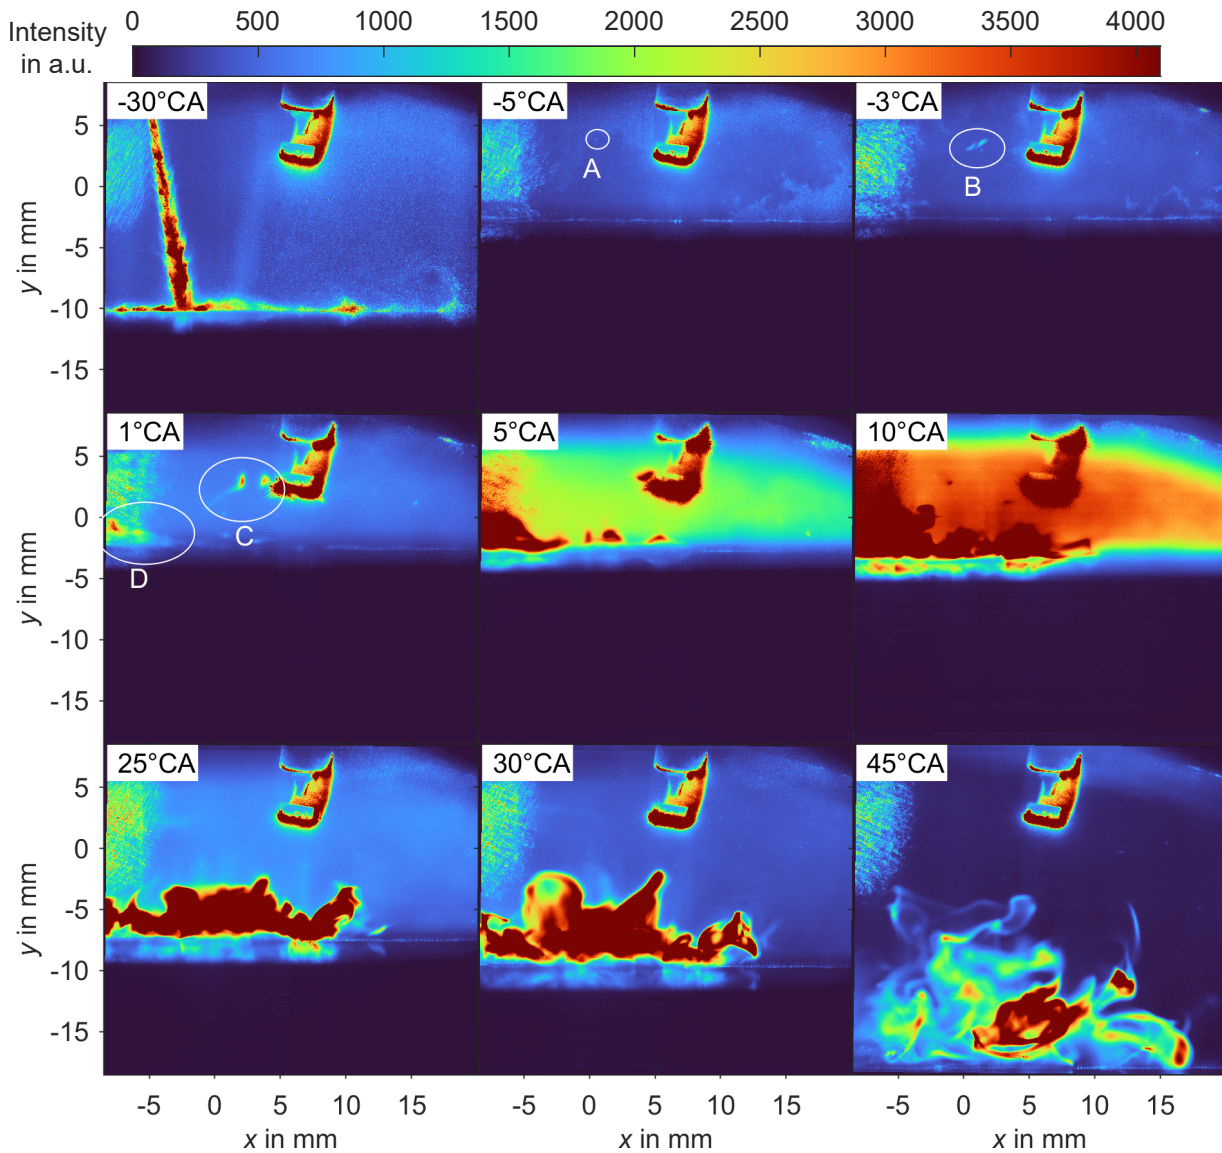 Intensity
in a.u.
0 500 1000 1500 2000 2500 3000 3500 4000
-30°CA
-5°CA
-3°CA
A
B
5
0
-5
-10
-15
y in mm
1°CA
5°CA
10°CA
C
D
5
0
-5
-10
-15
y in mm
25°CA
30°CA
45°CA
5
0
-5
-10
-15
y in mm
-5 0 5 10 15
-5 0 5 10 15
-5 0 5 10 15
x in mm
x in mm
x in mm